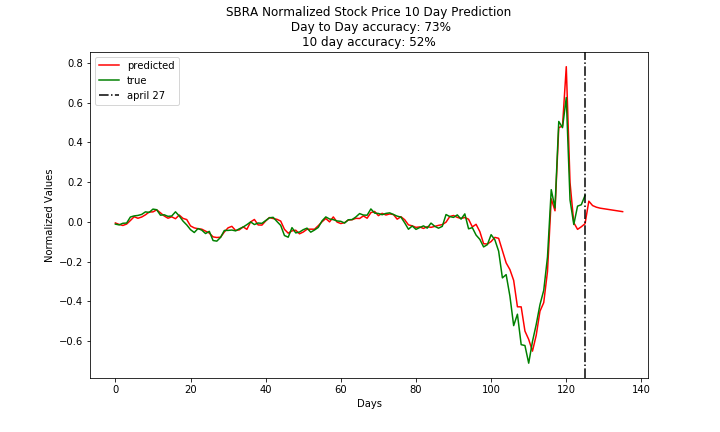 SBRA Normalized Stock Price 10 Day Prediction
Day to Day accuracy: 73%
10 day accuracy: 52%
predicted
true
april 27
Normalized Values
0.8
0.6
0.4
0.2
0.0
−0.2
−0.4
−0.6
0 20 40 60 80 100 120 140
Days